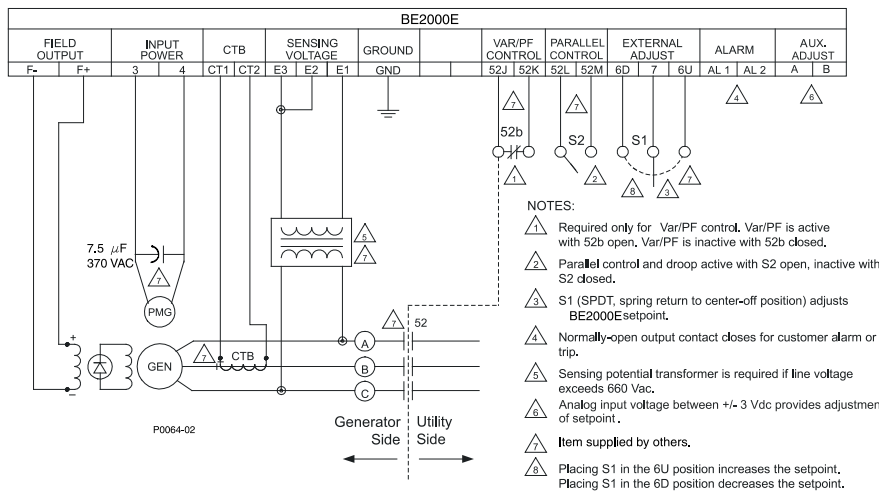 BE2000E
FIELD OUTPUT
INPUT POWER
CTB
SENSING VOLTAGE
GROUND
VAR/PF CONTROL
PARALLEL CONTROL
EXTERNAL ADJUST
ALARM
AUX. ADJUST
F- F+ 3 4 CT1 CT2 E3 E2 E1 GND 52J 52K 52L 52M 6D 7 6U AL 1 AL 2 A B
7 7 4 6
52b S2 S1
1 2 8 3 7
5
7
7.5 μF
370 VAC
7
PMG
+
-
GEN
7
CTB
A
B
C
7 52
Generator Side
Utility Side
P0064-02
NOTES:
1 Required only for Var/PF control. Var/PF is active
with 52b open. Var/PF is inactive with 52b closed.
2 Parallel control and droop active with S2 open, inactive with
S2 closed.
3 S1 (SPDT, spring return to center-off position) adjusts
BE2000E setpoint.
4 Normally-open output contact closes for customer alarm or
trip.
5 Sensing potential transformer is required if line voltage
exceeds 660 Vac.
6 Analog input voltage between +/- 3 Vdc provides adjustmen
of setpoint .
7 Item supplied by others.
8 Placing S1 in the 6U position increases the setpoint.
Placing S1 in the 6D position decreases the setpoint.